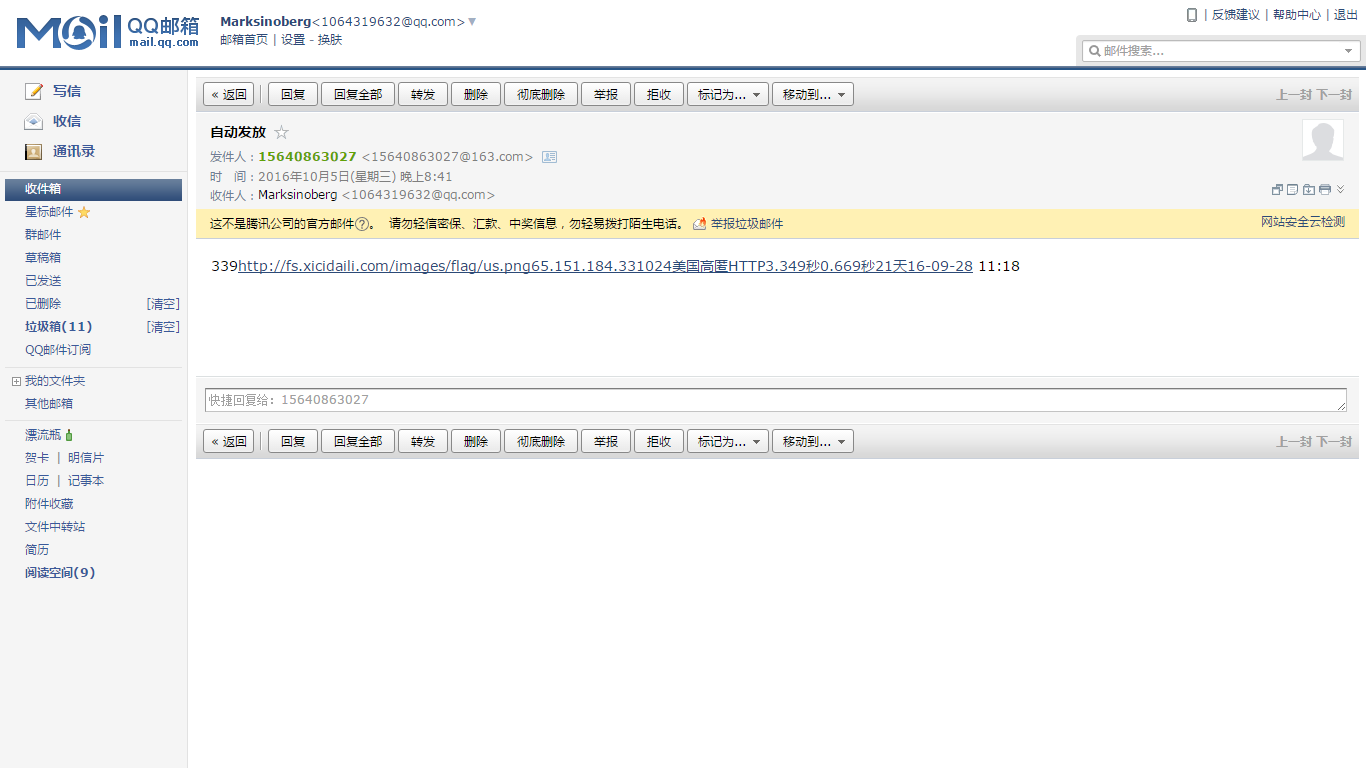 Mail QQ邮箱
mail.qq.com
Marksinoberg<1064319632@qq.com>
邮箱首页 | 设置 - 换肤
| 反馈建议 | 帮助中心 | 退出
邮件搜索...
写信
收信
通讯录
收件箱
星标邮件
群邮件
草稿箱
已发送
已删除 [清空]
垃圾箱(11) [清空]
QQ邮件订阅
我的文件夹
其他邮箱
漂流瓶
贺卡 | 明信片
日历 | 记事本
附件收藏
文件中转站
简历
阅读空间(9)
« 返回 回复 回复全部 转发 删除 彻底删除 举报 拒收 标记为... 移动到... 上一封 下一封
自动发放
发件人：15640863027 <15640863027@163.com>
时 间：2016年10月5日(星期三) 晚上8:41
收件人：Marksinoberg <1064319632@qq.com>
这不是腾讯公司的官方邮件?。 请勿轻信密保、汇款、中奖信息，勿轻易拨打陌生电话。 举报垃圾邮件 网站安全云检测
339http://fs.xicidaili.com/images/flag/us.png65.151.184.331024美国高匿HTTP3.349秒0.669秒21天16-09-28 11:18
快捷回复给：15640863027
« 返回 回复 回复全部 转发 删除 彻底删除 举报 拒收 标记为... 移动到... 上一封 下一封